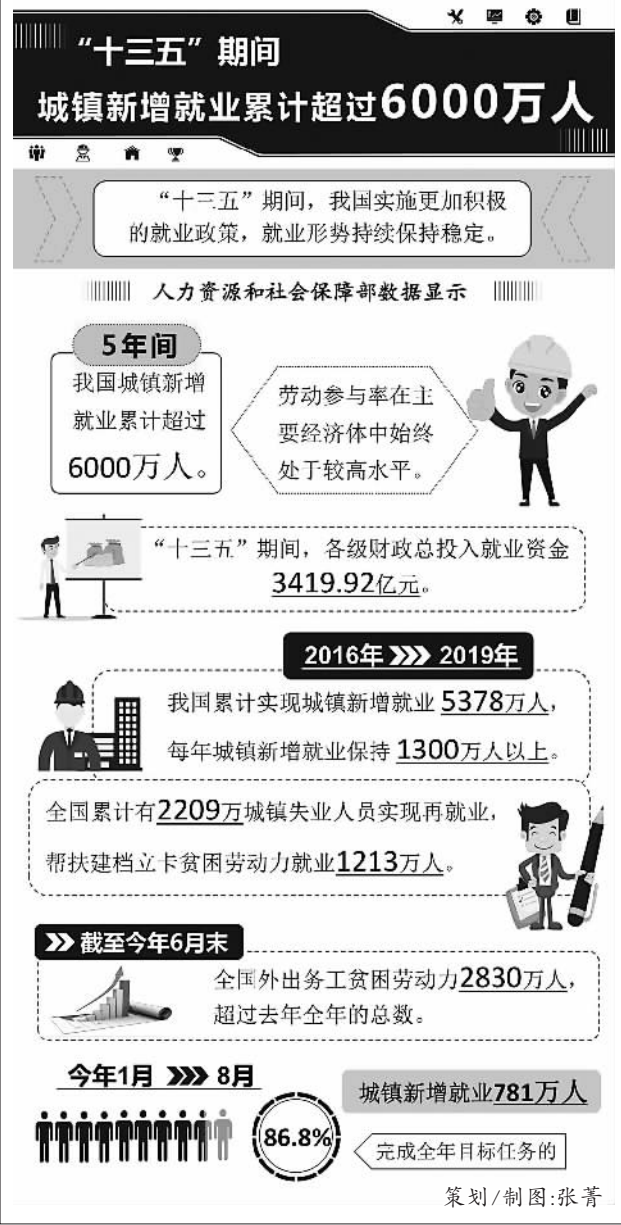 “十三五”期间
城镇新增就业累计超过6000万人
“十三五”期间，我国实施更加积极
的就业政策，就业形势持续保持稳定。
人力资源和社会保障部数据显示
5年间
我国城镇新增
就业累计超过
6000万人。
劳动参与率在主
要经济体中始终
处于较高水平。
“十三五”期间，各级财政总投入就业资金
3419.92亿元。
2016年 2019年
我国累计实现城镇新增就业 5378万人，
每年城镇新增就业保持 1300万人以上。
全国累计有2209万城镇失业人员实现再就业，
帮扶建档立卡贫困劳动力就业1213万人。
截至今年6月末
全国外出务工贫困劳动力2830万人，
超过去年全年的总数。
今年1月 8月
城镇新增就业781万人
86.8%
完成全年目标任务的
策划/制图:张菁